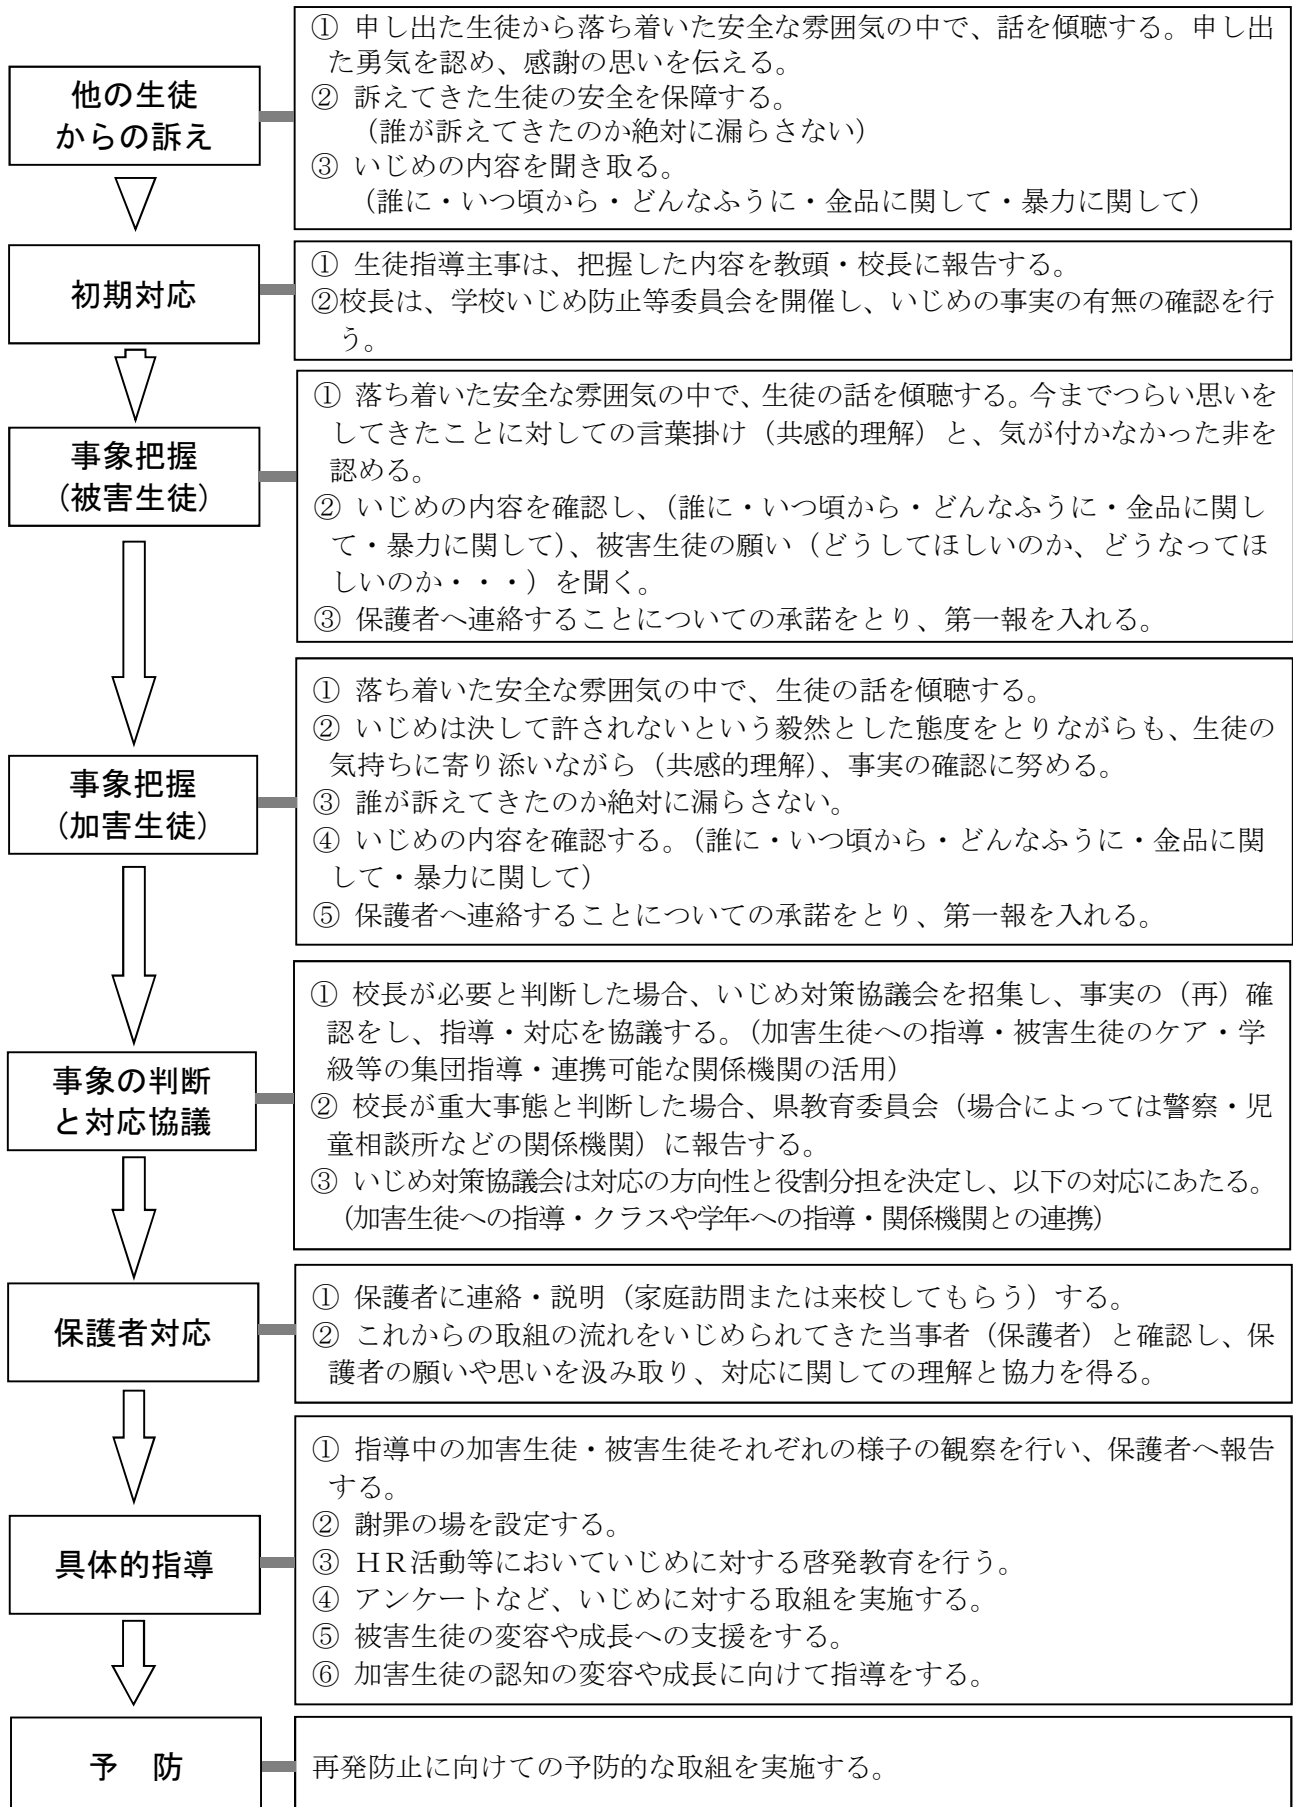 他の生徒
からの訴え
① 申し出た生徒から落ち着いた安全な雰囲気の中で、話を傾聴する。申し出
た勇気を認め、感謝の思いを伝える。
② 訴えてきた生徒の安全を保障する。
（誰が訴えてきたのか絶対に漏らさない）
③ いじめの内容を聞き取る。
（誰に・いつ頃から・どんなふうに・金品に関して・暴力に関して）
初期対応
① 生徒指導主事は、把握した内容を教頭・校長に報告する。
②校長は、学校いじめ防止等委員会を開催し、いじめの事実の有無の確認を行
う。
事象把握
（被害生徒）
① 落ち着いた安全な雰囲気の中で、生徒の話を傾聴する。今までつらい思いを
してきたことに対しての言葉掛け（共感的理解）と、気が付かなかった非を
認める。
② いじめの内容を確認し、（誰に・いつ頃から・どんなふうに・金品に関し
て・暴力に関して）、被害生徒の願い（どうしてほしいのか、どうなってほ
しいのか・・・）を聞く。
③ 保護者へ連絡することについての承諾をとり、第一報を入れる。
事象把握
（加害生徒）
① 落ち着いた安全な雰囲気の中で、生徒の話を傾聴する。
② いじめは決して許されないという毅然とした態度をとりながらも、生徒の
気持ちに寄り添いながら（共感的理解）、事実の確認に努める。
③ 誰が訴えてきたのか絶対に漏らさない。
④ いじめの内容を確認する。（誰に・いつ頃から・どんなふうに・金品に関
して・暴力に関して）
⑤ 保護者へ連絡することについての承諾をとり、第一報を入れる。
事象の判断
と対応協議
① 校長が必要と判断した場合、いじめ対策協議会を招集し、事実の（再）確
認をし、指導・対応を協議する。（加害生徒への指導・被害生徒のケア・学
級等の集団指導・連携可能な関係機関の活用）
② 校長が重大事態と判断した場合、県教育委員会（場合によっては警察・児
童相談所などの関係機関）に報告する。
③ いじめ対策協議会は対応の方向性と役割分担を決定し、以下の対応にあたる。
（加害生徒への指導・クラスや学年への指導・関係機関との連携）
保護者対応
① 保護者に連絡・説明（家庭訪問または来校してもらう）する。
② これからの取組の流れをいじめられてきた当事者（保護者）と確認し、保
護者の願いや思いを汲み取り、対応に関しての理解と協力を得る。
具体的指導
① 指導中の加害生徒・被害生徒それぞれの様子の観察を行い、保護者へ報告
する。
② 謝罪の場を設定する。
③ ＨＲ活動等においていじめに対する啓発教育を行う。
④ アンケートなど、いじめに対する取組を実施する。
⑤ 被害生徒の変容や成長への支援をする。
⑥ 加害生徒の認知の変容や成長に向けて指導をする。
予　防
再発防止に向けての予防的な取組を実施する。